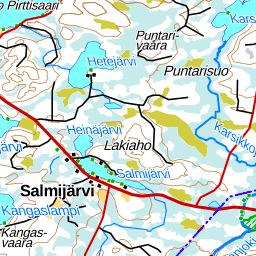 Pirttisaari
Puntari-
vaara
Hetejärvi
Puntarisuo
Heinäjärvi
Lakiaho
Salmijärvi
Salmijärvi
Kangaslampi
Kangas-
vaara